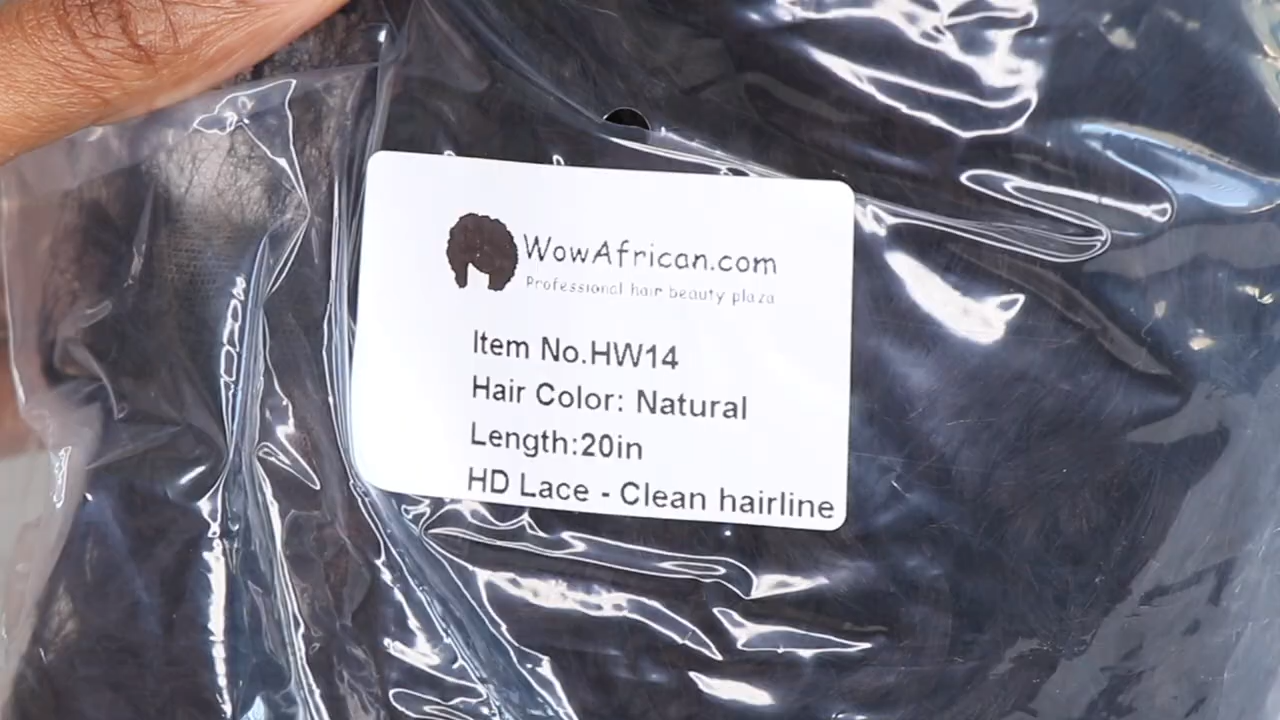 WowAfrican.com
Professional hair beauty plaza
Item No.HW14
Hair Color: Natural
Length:20in
HD Lace - Clean hairline